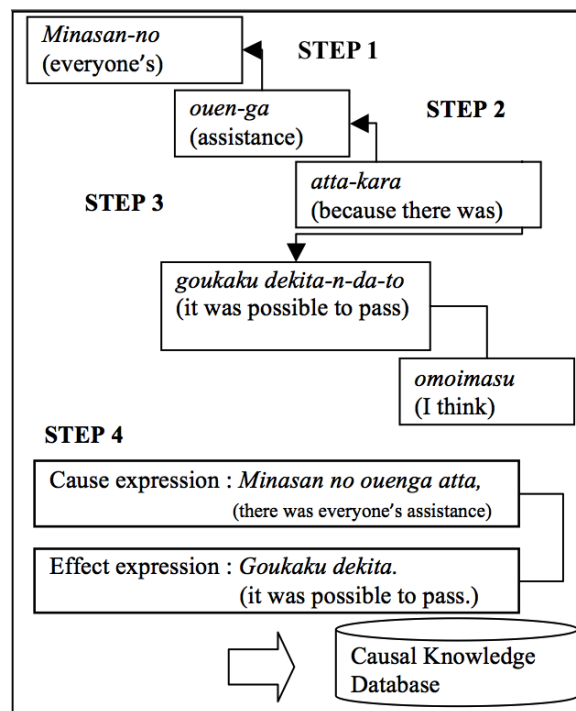 Minasan-no
(everyone's)
STEP 1
ouen-ga
(assistance)
STEP 2
atta-kara
(because there was)
STEP 3
goukaku dekita-n-da-to
(it was possible to pass)
omoimasu
(I think)
STEP 4
Cause expression : Minasan no ouenga atta,
(there was everyone's assistance)
Effect expression : Goukaku dekita.
(it was possible to pass.)
Causal Knowledge
Database